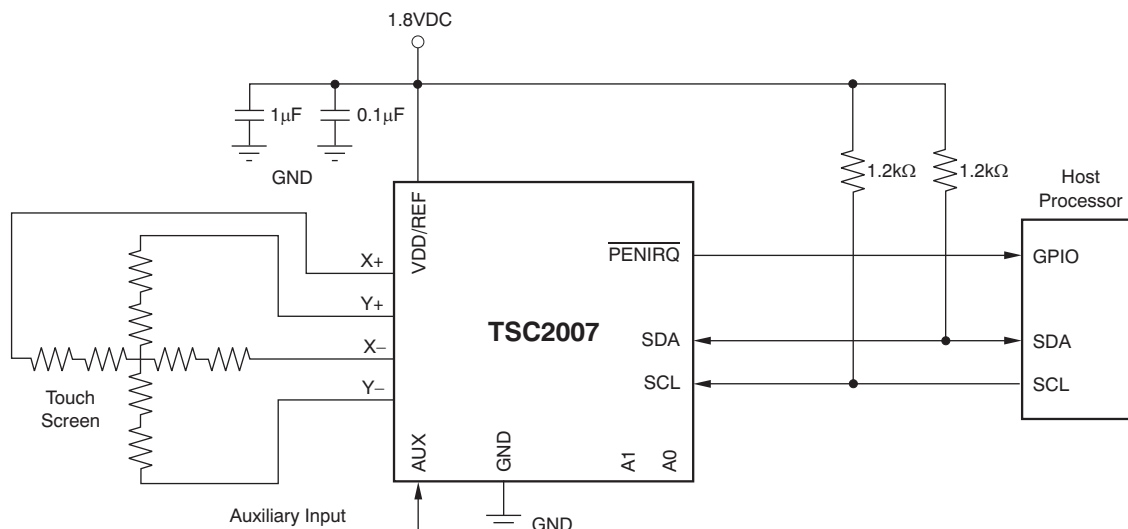 1.8VDC
1μF
0.1μF
GND
1.2kΩ
1.2kΩ
Host
Processor
VDD/REF
PENIRQ
GPIO
X+
Y+
TSC2007
X−
SDA
SDA
Y−
SCL
SCL
Touch
Screen
AUX
GND
A1
A0
Auxiliary Input
GND